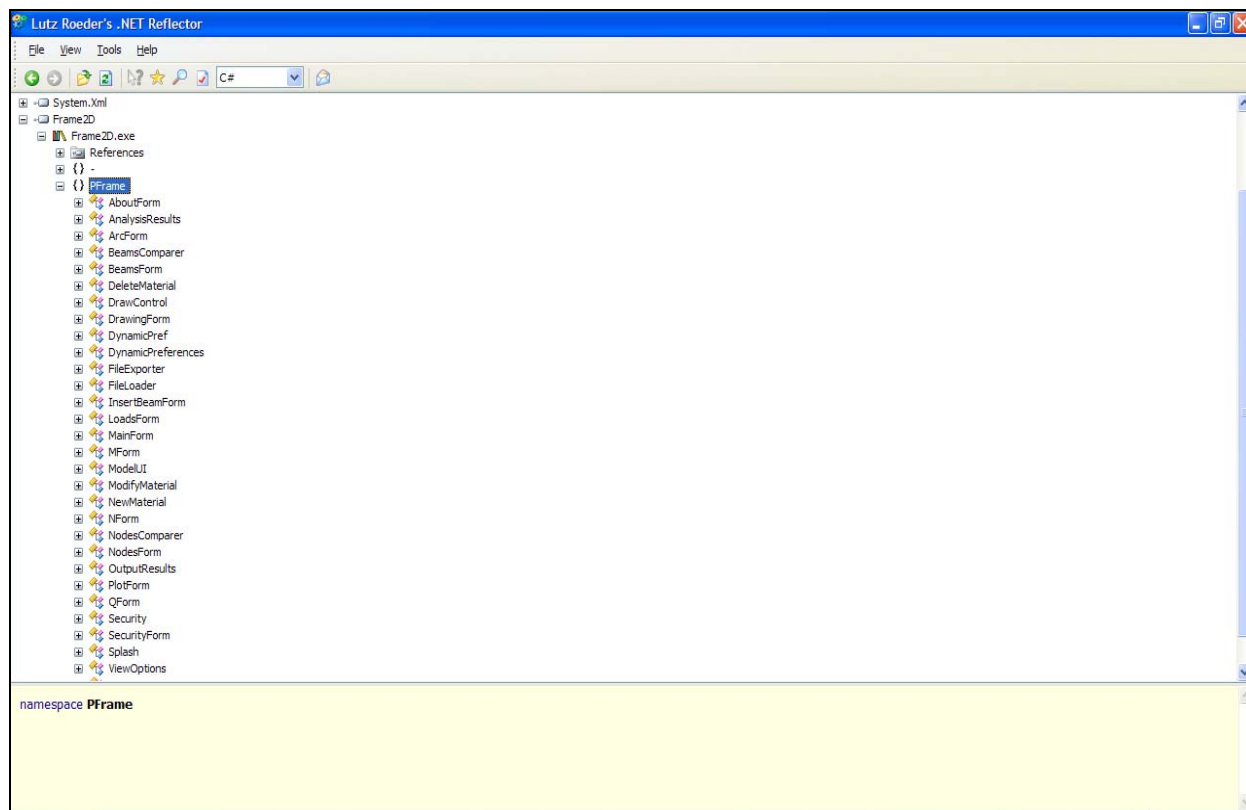 Lutz Roeder's .NET Reflector
File View Tools Help
C#
System.Xml
Frame2D
Frame2D.exe
References
{} -
{} PFrame
AboutForm
AnalysisResults
ArcForm
BeamsComparer
BeamsForm
DeleteMaterial
DrawControl
DrawingForm
DynamicPref
DynamicPreferences
FileExporter
FileLoader
InsertBeamForm
LoadsForm
MainForm
MForm
ModelUI
ModifyMaterial
NewMaterial
NForm
NodesComparer
NodesForm
OutputResults
PlotForm
QForm
Security
SecurityForm
Splash
ViewOptions
namespace PFrame